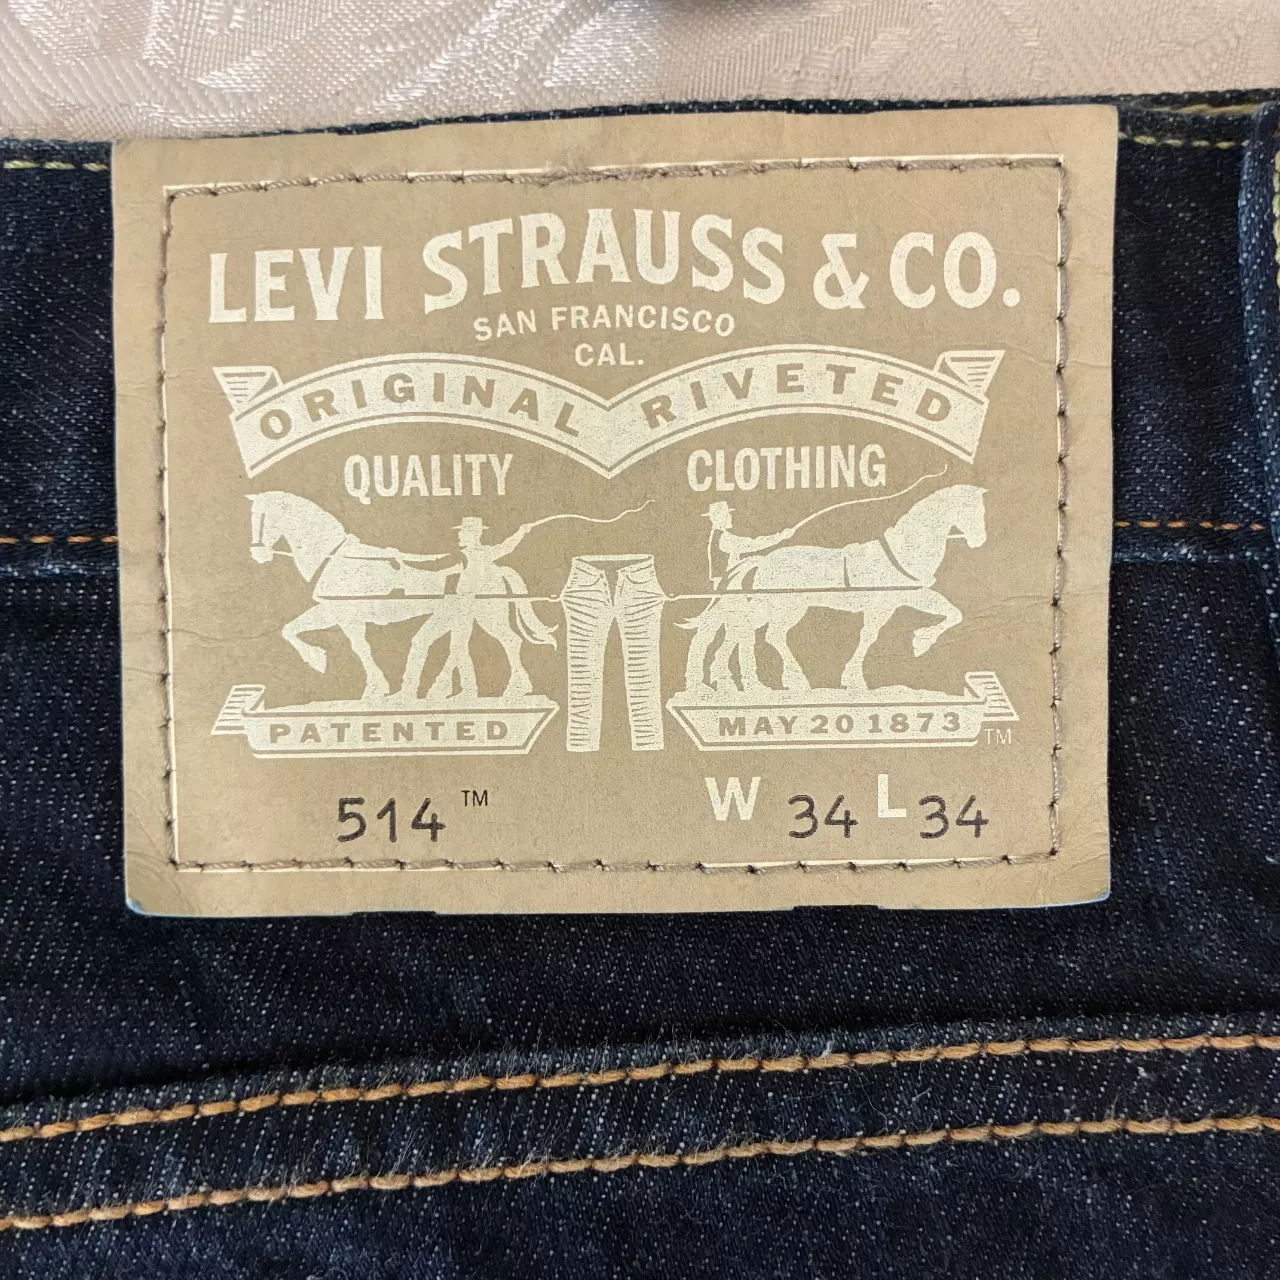 LEVI STRAUSS & CO.
SAN FRANCISCO
CAL.
ORIGINAL RIVETED
QUALITY CLOTHING
PATENTED MAY 20 1873 TM
514 TM W 34 L 34